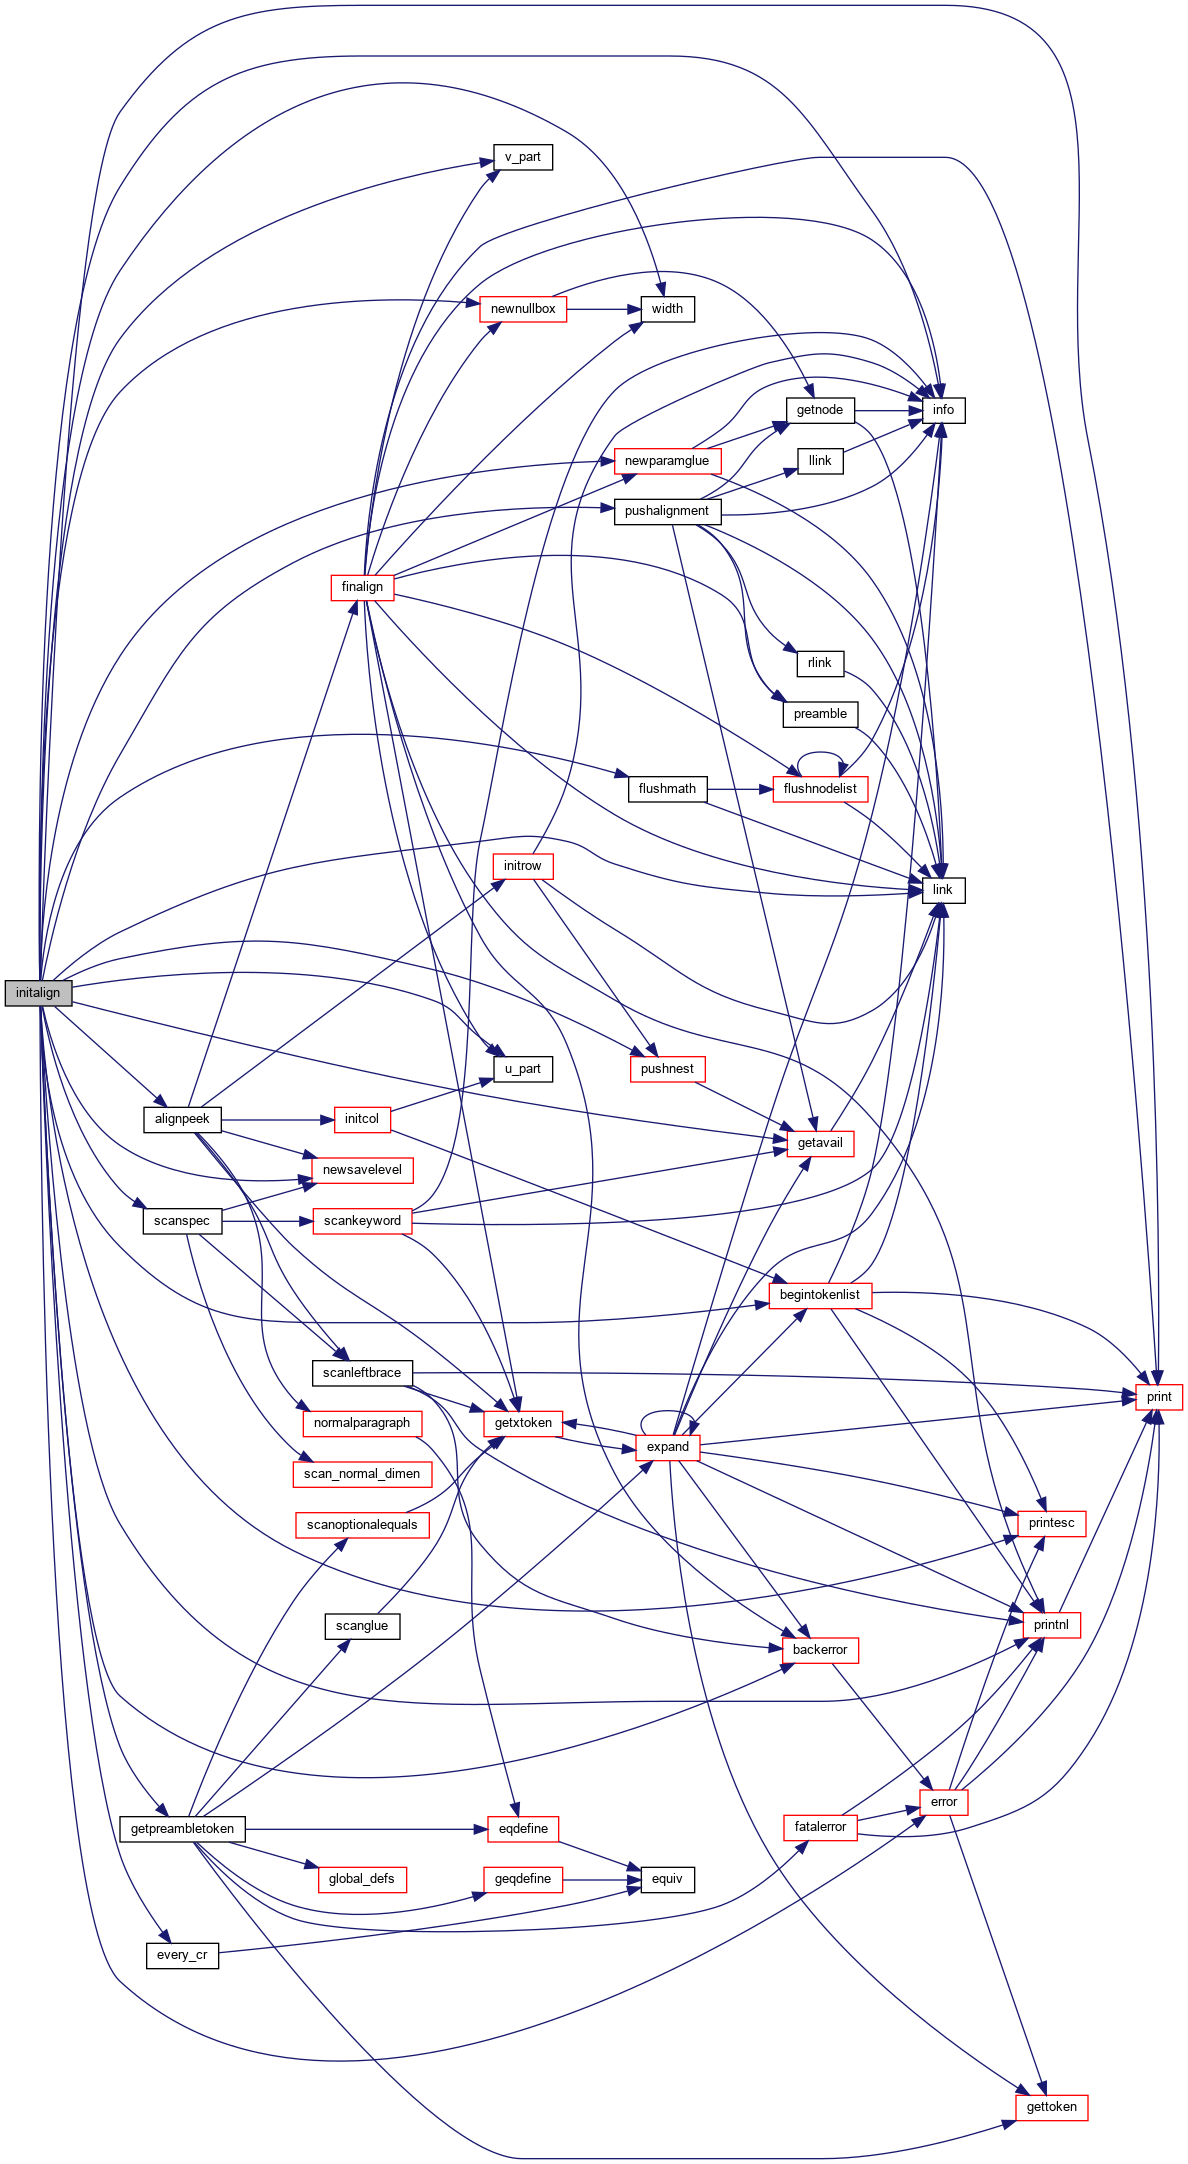 v_part
newnullbox
width
getnode
info
newparamglue
llink
pushalignment
finalign
rlink
preamble
flushmath
flushnodelist
initrow
link
initalign
u_part
pushnest
alignpeek
initcol
getavail
newsavelevel
scanspec
scankeyword
begintokenlist
scanleftbrace
print
normalparagraph
getxtoken
expand
scan_normal_dimen
scanoptionalequals
printesc
scanglue
printnl
backerror
error
getpreambletoken
eqdefine
fatalerror
global_defs
geqdefine
equiv
every_cr
gettoken